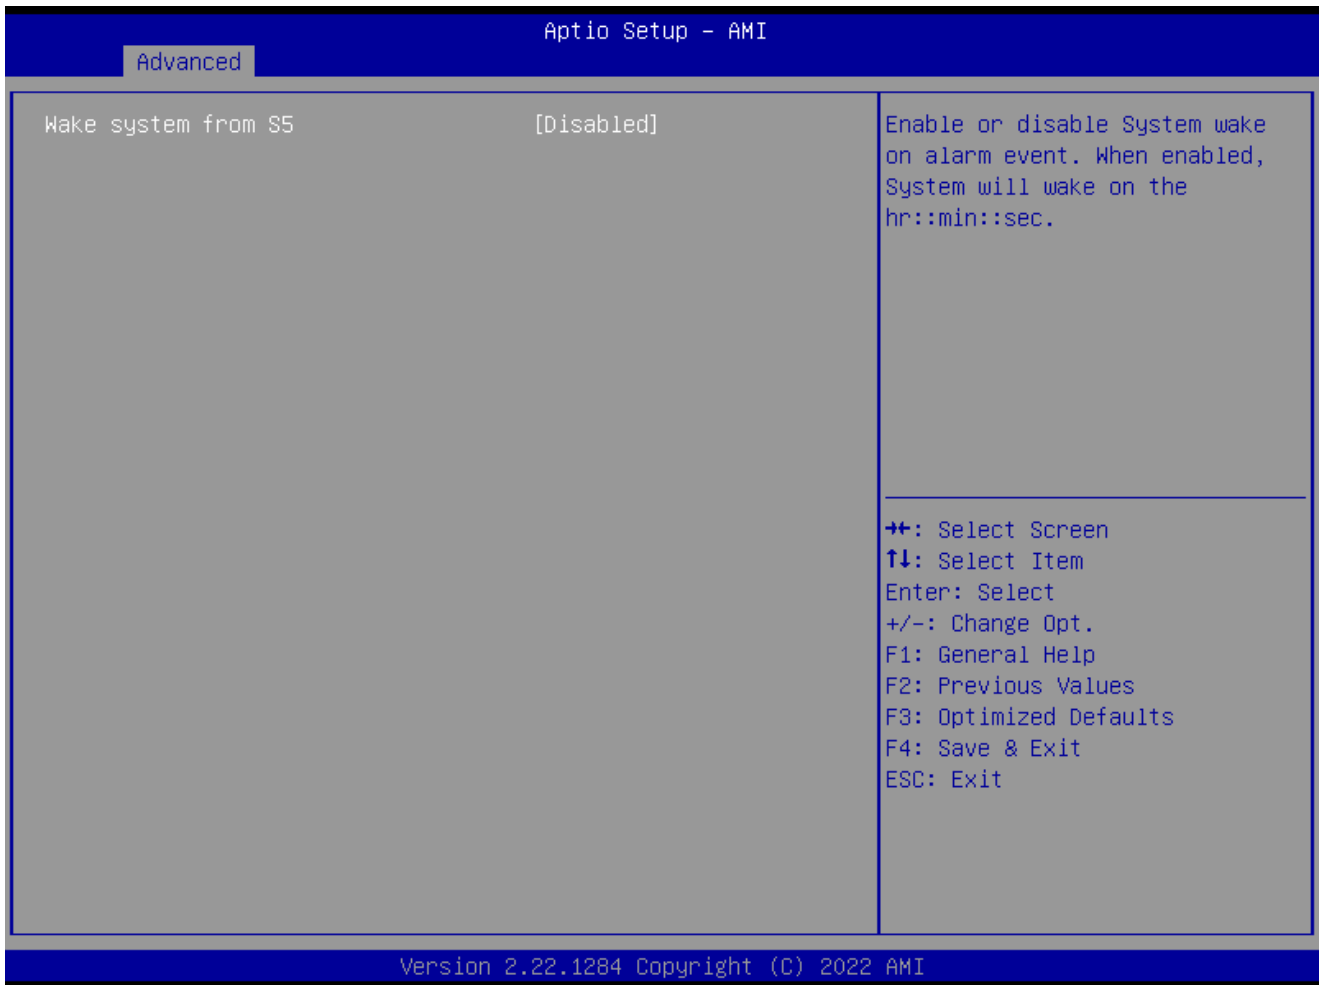 Aptio Setup – AMI
Advanced
Wake system from S5 [Disabled]
Enable or disable System wake
on alarm event. When enabled,
System will wake on the
hr::min::sec.
→←: Select Screen
↑↓: Select Item
Enter: Select
+/–: Change Opt.
F1: General Help
F2: Previous Values
F3: Optimized Defaults
F4: Save & Exit
ESC: Exit
Version 2.22.1284 Copyright (C) 2022 AMI